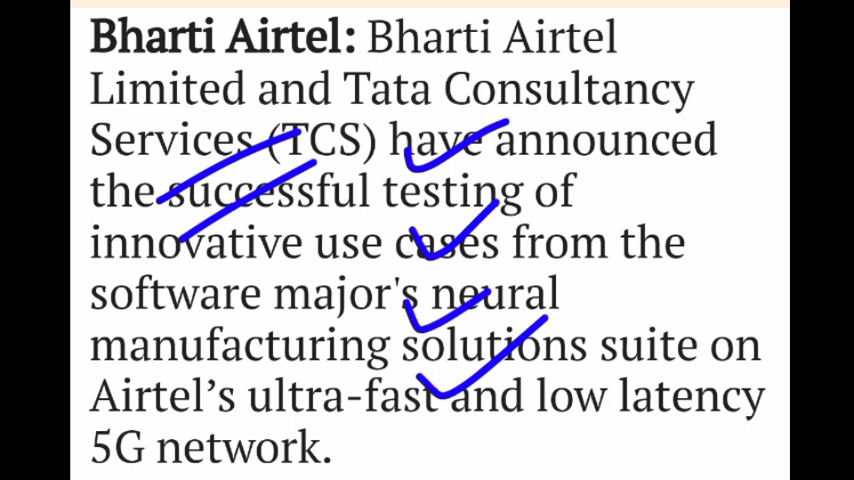 Bharti Airtel: Bharti Airtel
Limited and Tata Consultancy
Services (TCS) have announced
the successful testing of
innovative use cases from the
software major's neural
manufacturing solutions suite on
Airtel’s ultra-fast and low latency
5G network.